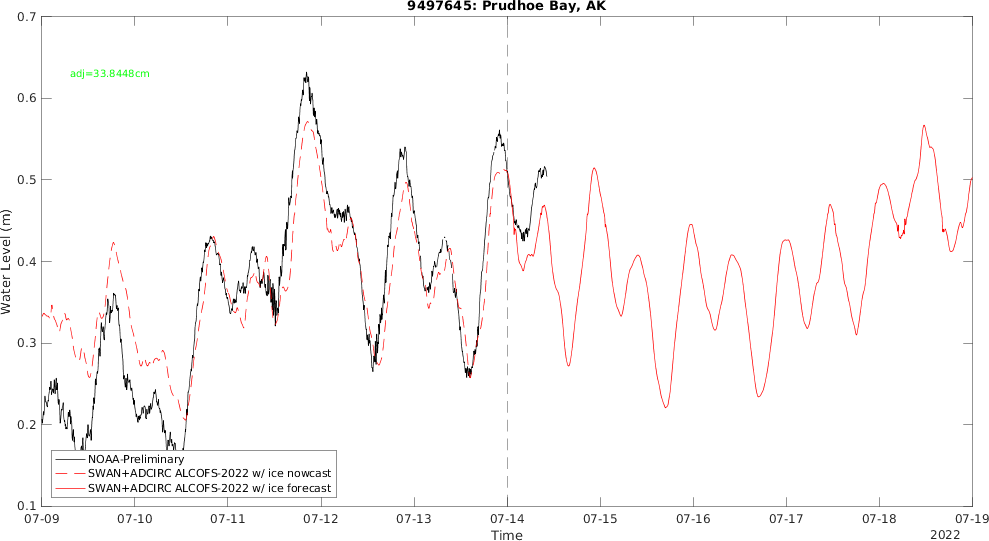 9497645: Prudhoe Bay, AK
adj=33.8448cm
Water Level (m)
0.7
0.6
0.5
0.4
0.3
0.2
0.1
NOAA-Preliminary
SWAN+ADCIRC ALCOFS-2022 w/ ice nowcast
SWAN+ADCIRC ALCOFS-2022 w/ ice forecast
07-09 07-10 07-11 07-12 07-13 07-14 07-15 07-16 07-17 07-18 07-19
Time
2022